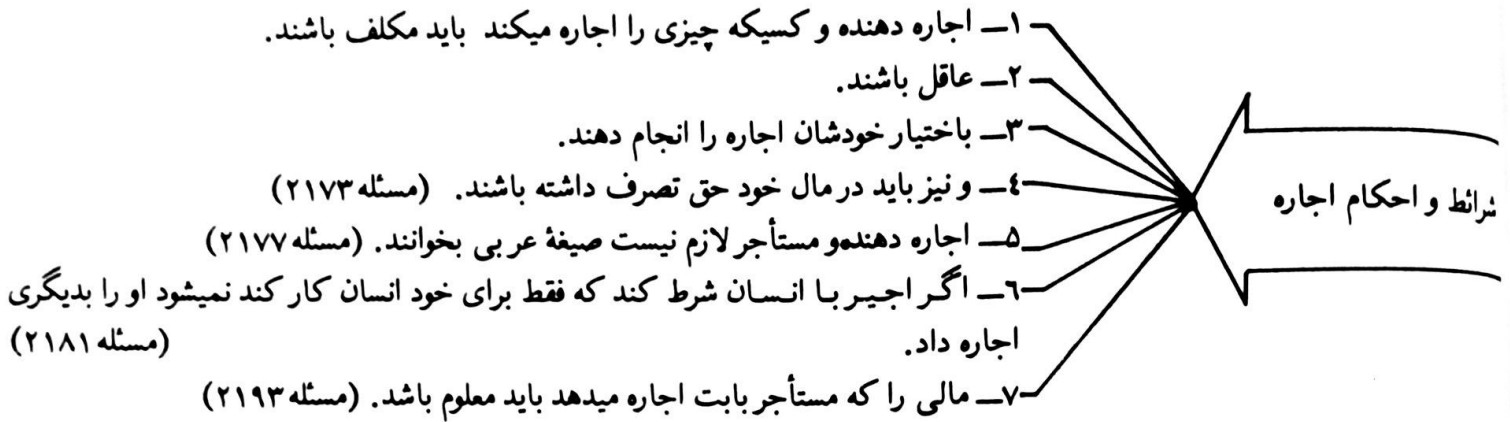 شرائط و احکام اجاره
۱ــ اجاره دهنده و کسیکه چیزی را اجاره میکند باید مکلف باشند.
۲ــ عاقل باشند.
۳ــ باختیار خودشان اجاره را انجام دهند.
٤ــ و نیز باید در مال خود حق تصرف داشته باشند. (مسئله ۲۱۷۳)
۵ــ اجاره دهنده‌و مستأجر لازم نیست صیغۀ عربی بخوانند. (مسئله ۲۱۷۷)
٦ــ اگر اجیر با انسان شرط کند که فقط برای خود انسان کار کند نمیشود او را بدیگری
اجاره داد. (مسئله ۲۱۸۱)
۷ــ مالی را که مستأجر بابت اجاره میدهد باید معلوم باشد. (مسئله ۲۱۹۳)